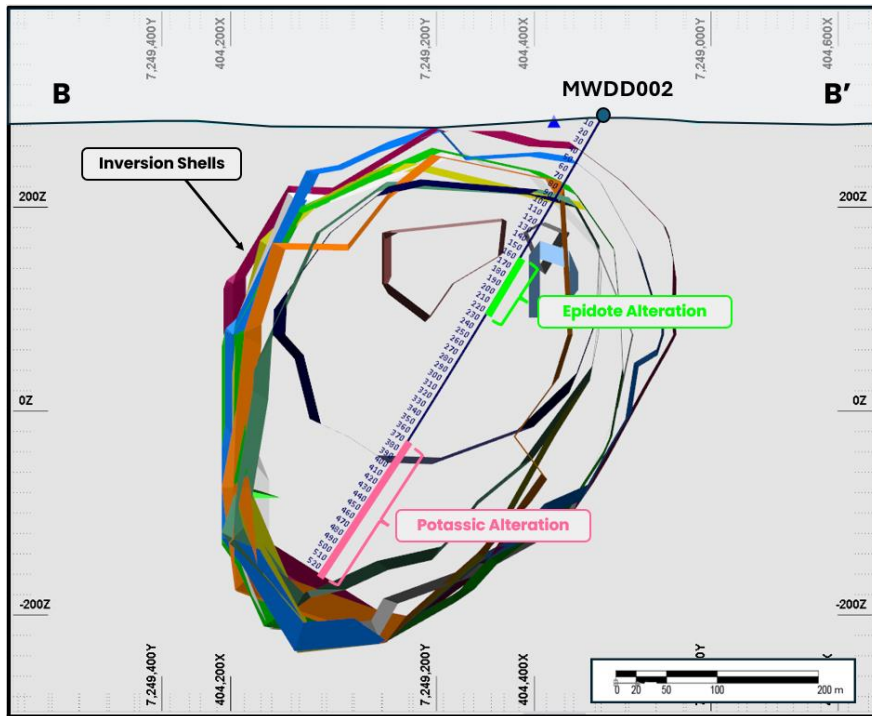 7,249,400Y
404,200X
7,249,200Y
404,400X
7,249,000Y
404,600X
B
MWDD002
B'
Inversion Shells
200Z
200Z
10
20
30
40
50
60
70
80
90
100
110
120
130
140
150
160
170
180
190
200
210
220
230
240
250
260
270
280
290
300
310
320
330
340
350
360
370
380
390
400
410
420
430
440
450
460
470
480
490
500
510
520
Epidote Alteration
0Z
0Z
Potassic Alteration
-200Z
-200Z
7,249,400Y
404,200X
7,249,200Y
404,400X
0 20 50 100 200 m